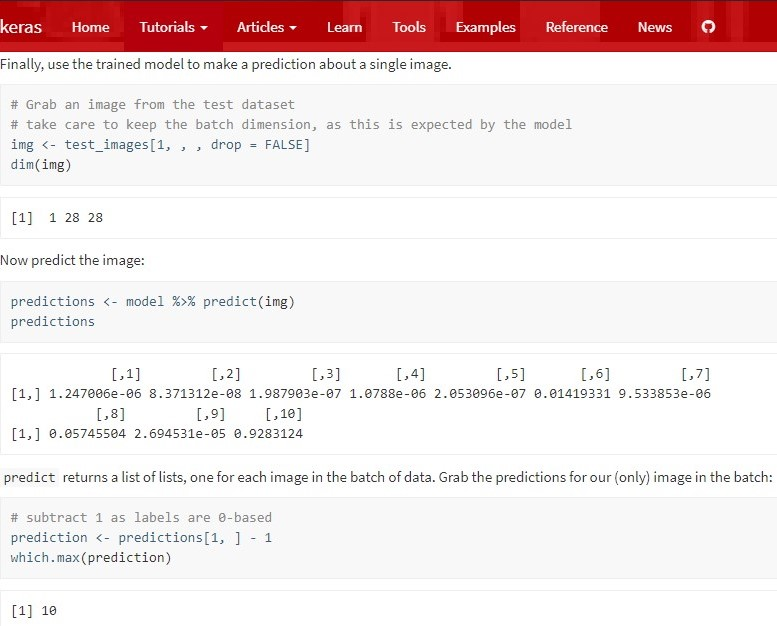 keras Home Tutorials Articles Learn Tools Examples Reference News
Finally, use the trained model to make a prediction about a single image.
# Grab an image from the test dataset
# take care to keep the batch dimension, as this is expected by the model
img <- test_images[1, , , drop = FALSE]
dim(img)
[1]  1 28 28
Now predict the image:
predictions <- model %>% predict(img)
predictions
             [,1]         [,2]         [,3]       [,4]         [,5]       [,6]         [,7]
[1,] 1.247006e-06 8.371312e-08 1.987903e-07 1.0788e-06 2.053096e-07 0.01419331 9.533853e-06
           [,8]         [,9]     [,10]
[1,] 0.05745504 2.694531e-05 0.9283124
predict returns a list of lists, one for each image in the batch of data. Grab the predictions for our (only) image in the batch:
# subtract 1 as labels are 0-based
prediction <- predictions[1, ] - 1
which.max(prediction)
[1] 10